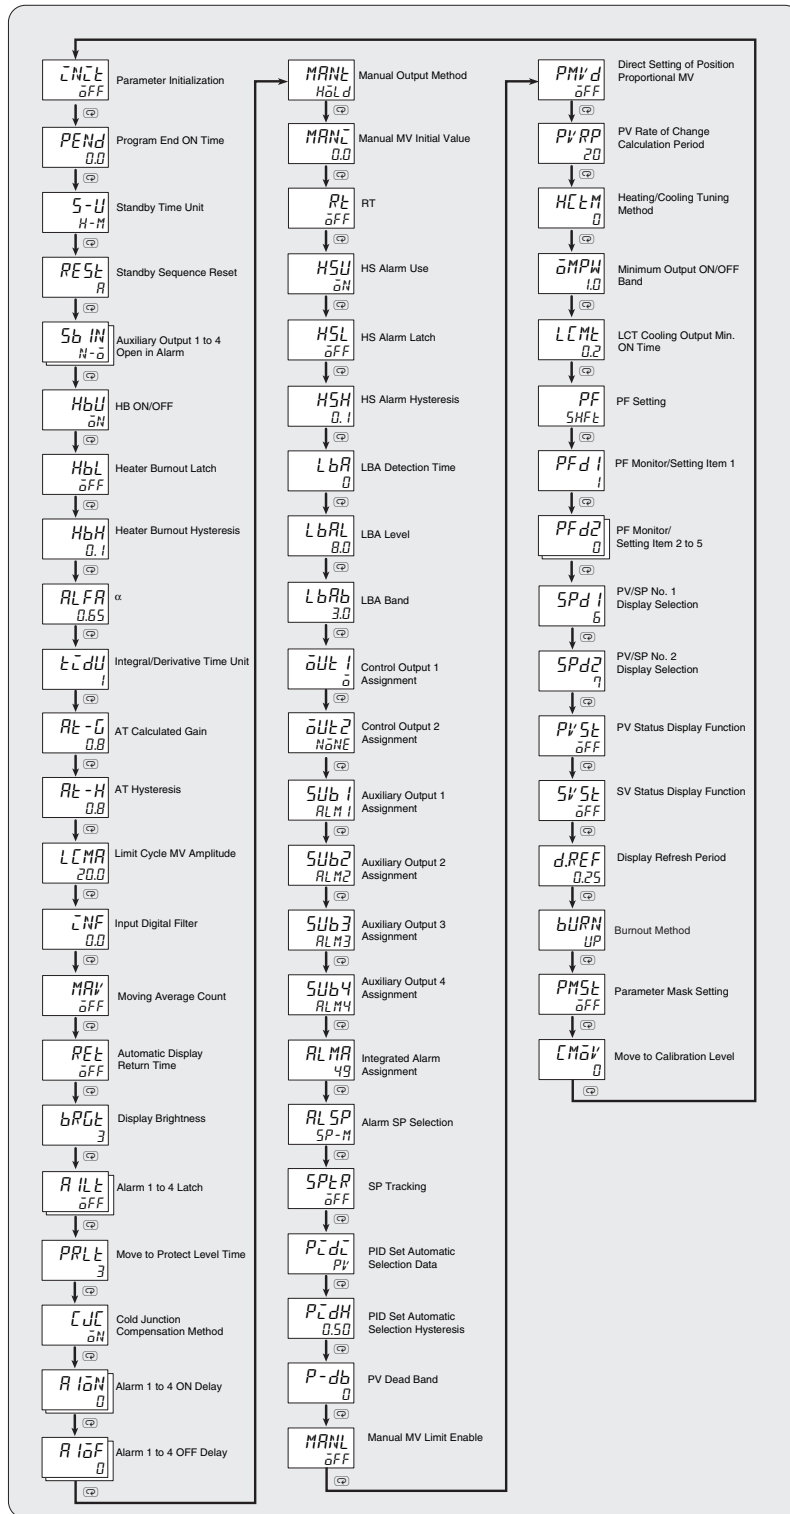 INIT
OFF
Parameter Initialization
PEND
0.0
Program End ON Time
S-U
H-M
Standby Time Unit
REST
A
Standby Sequence Reset
SbIN
N-O
Auxiliary Output 1 to 4
Open in Alarm
HbU
ON
HB ON/OFF
HbL
OFF
Heater Burnout Latch
HbH
0.1
Heater Burnout Hysteresis
ALFA
0.65
α
TIDU
1
Integral/Derivative Time Unit
AT-G
0.8
AT Calculated Gain
AT-H
0.8
AT Hysteresis
LCMA
20.0
Limit Cycle MV Amplitude
INF
0.0
Input Digital Filter
MAV
OFF
Moving Average Count
RET
OFF
Automatic Display
Return Time
bRGT
3
Display Brightness
A1LT
OFF
Alarm 1 to 4 Latch
PRLT
3
Move to Protect Level Time
CJC
ON
Cold Junction
Compensation Method
A1ON
0
Alarm 1 to 4 ON Delay
A1OF
0
Alarm 1 to 4 OFF Delay
MANT
HOLD
Manual Output Method
MANI
0.0
Manual MV Initial Value
RT
OFF
RT
HSU
ON
HS Alarm Use
HSL
OFF
HS Alarm Latch
HSH
0.1
HS Alarm Hysteresis
LbA
0
LBA Detection Time
LbAL
8.0
LBA Level
LbAb
3.0
LBA Band
OUT1
O
Control Output 1
Assignment
OUT2
NONE
Control Output 2
Assignment
SUb1
ALM1
Auxiliary Output 1
Assignment
SUb2
ALM2
Auxiliary Output 2
Assignment
SUb3
ALM3
Auxiliary Output 3
Assignment
SUb4
ALM4
Auxiliary Output 4
Assignment
ALMA
49
Integrated Alarm
Assignment
ALSP
SP-M
Alarm SP Selection
SPTR
OFF
SP Tracking
PIDI
PV
PID Set Automatic
Selection Data
PIDH
0.50
PID Set Automatic
Selection Hysteresis
P-db
0
PV Dead Band
MANL
OFF
Manual MV Limit Enable
PMVd
OFF
Direct Setting of Position
Proportional MV
PVRP
20
PV Rate of Change
Calculation Period
HCTM
0
Heating/Cooling Tuning
Method
OMPW
1.0
Minimum Output ON/OFF
Band
LCMT
0.2
LCT Cooling Output Min.
ON Time
PF
SHFT
PF Setting
PFd1
1
PF Monitor/Setting Item 1
PFd2
0
PF Monitor/
Setting Item 2 to 5
SPd1
6
PV/SP No. 1
Display Selection
SPd2
7
PV/SP No. 2
Display Selection
PVST
OFF
PV Status Display Function
SVST
OFF
SV Status Display Function
d.REF
0.25
Display Refresh Period
bURN
UP
Burnout Method
PMST
OFF
Parameter Mask Setting
CMOV
0
Move to Calibration Level